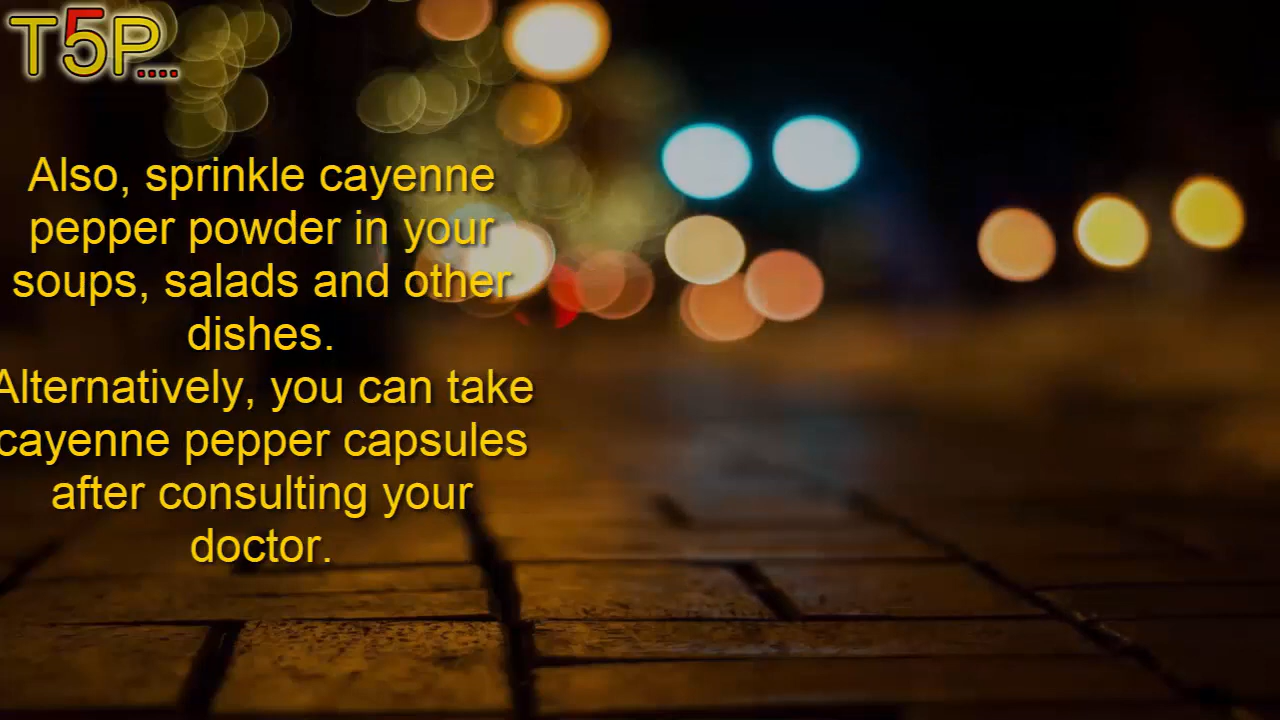 T5P....
Also, sprinkle cayenne
pepper powder in your
soups, salads and other
dishes.
Alternatively, you can take
cayenne pepper capsules
after consulting your
doctor.